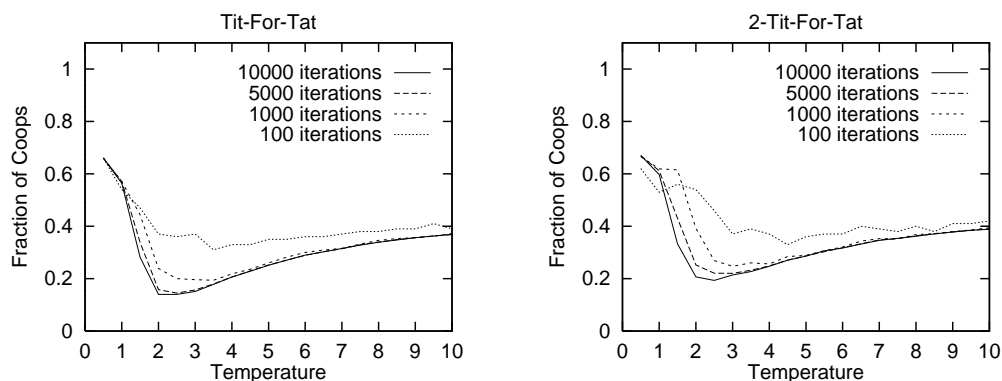 Tit-For-Tat
1
0.8
0.6
0.4
0.2
0
Fraction of Coops
10000 iterations
5000 iterations
1000 iterations
100 iterations
0 1 2 3 4 5 6 7 8 9 10
Temperature
2-Tit-For-Tat
1
0.8
0.6
0.4
0.2
0
Fraction of Coops
10000 iterations
5000 iterations
1000 iterations
100 iterations
0 1 2 3 4 5 6 7 8 9 10
Temperature